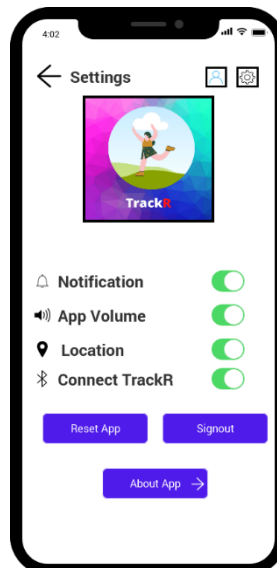 4:02
Settings
TrackR
Notification
App Volume
Location
Connect TrackR
Reset App Signout
About App